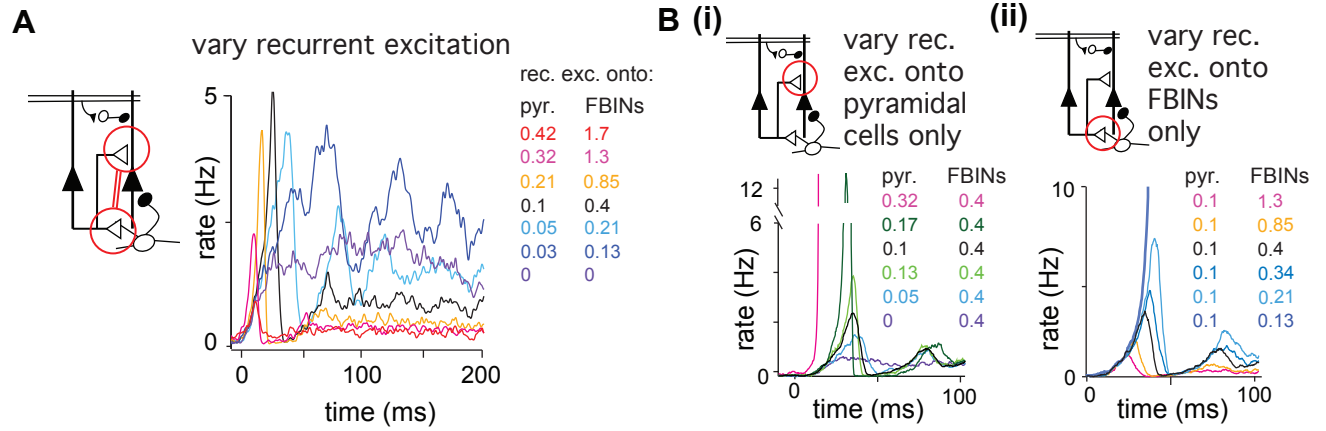 A
vary recurrent excitation
rec. exc. onto:
pyr. FBINs
0.42 1.7
0.32 1.3
0.21 0.85
0.1 0.4
0.05 0.21
0.03 0.13
0 0
5
0
rate (Hz)
0 100 200
time (ms)
B (i)
vary rec.
exc. onto
pyramidal
cells only
pyr. FBINs
0.32 0.4
0.17 0.4
0.1 0.4
0.13 0.4
0.05 0.4
0 0.4
12
6
0
rate (Hz)
0 100
time (ms)
(ii)
vary rec.
exc. onto
FBINs
only
pyr. FBINs
0.1 1.3
0.1 0.85
0.1 0.4
0.1 0.34
0.1 0.21
0.1 0.13
10
0
rate (Hz)
0 100
time (ms)